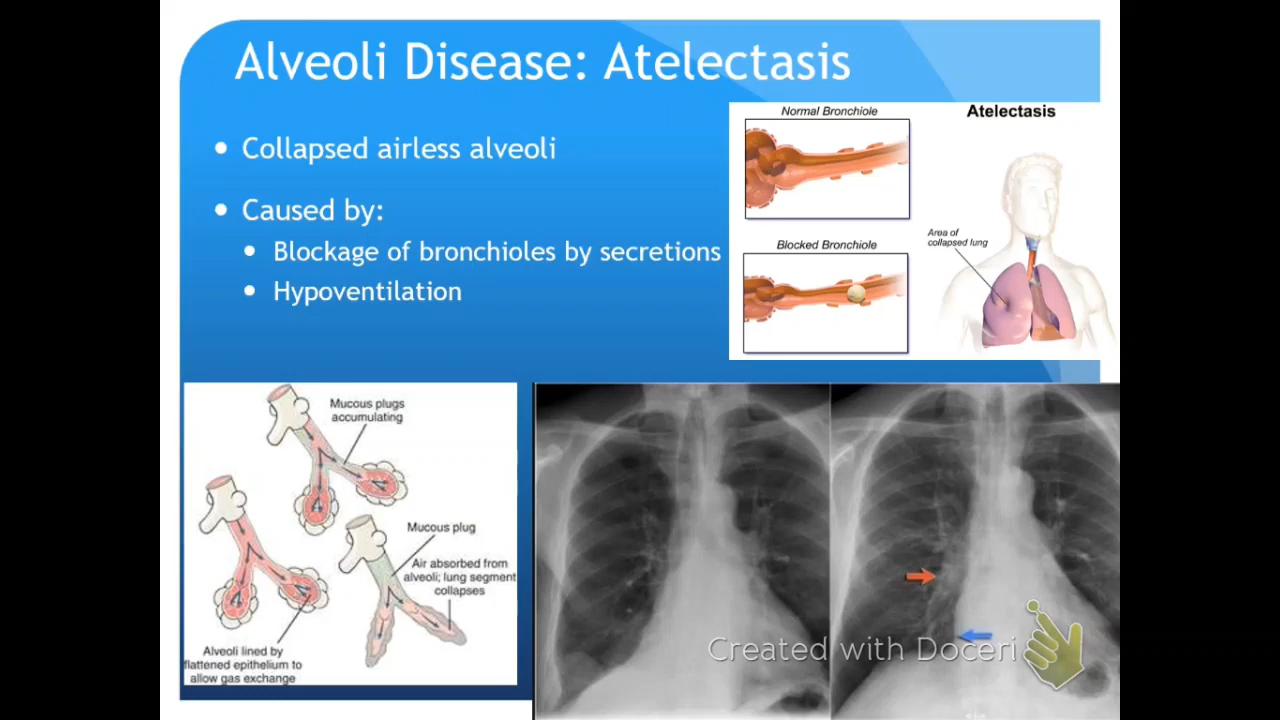 Alveoli Disease: Atelectasis
Collapsed airless alveoli
Caused by:
Blockage of bronchioles by secretions
Hypoventilation
Normal Bronchiole
Atelectasis
Blocked Bronchiole
Area of
collapsed lung
Mucous plugs
accumulating
Mucous plug
Air absorbed from
alveoli; lung segment
collapses
Alveoli lined by
flattened epithelium to
allow gas exchange
Created with Doceri